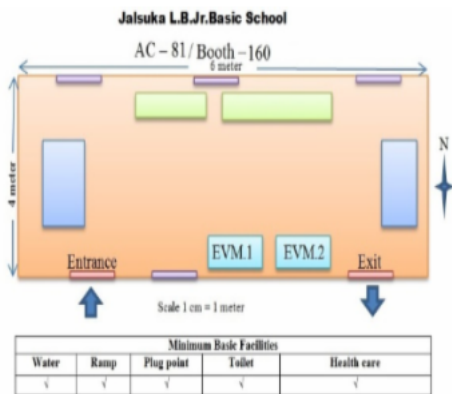 Jalsuka L.B.Jr.Basic School
AC – 81 / Booth – 160
6 meter
4 meter
N
EVM.1 EVM.2
Entrance Exit
Scale 1 cm = 1 meter
Minimum Basic Facilities
Water Ramp Plug point Toilet Health care
√ √ √ √ √